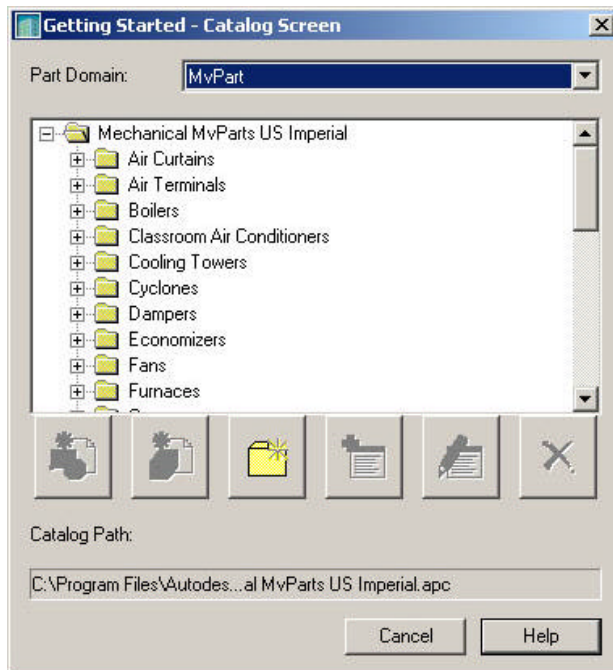 Getting Started - Catalog Screen
Part Domain: MvPart
Mechanical MvParts US Imperial
Air Curtains
Air Terminals
Boilers
Classroom Air Conditioners
Cooling Towers
Cyclones
Dampers
Economizers
Fans
Furnaces
Catalog Path:
C:\Program Files\Autodes...al MvParts US Imperial.apc
Cancel Help